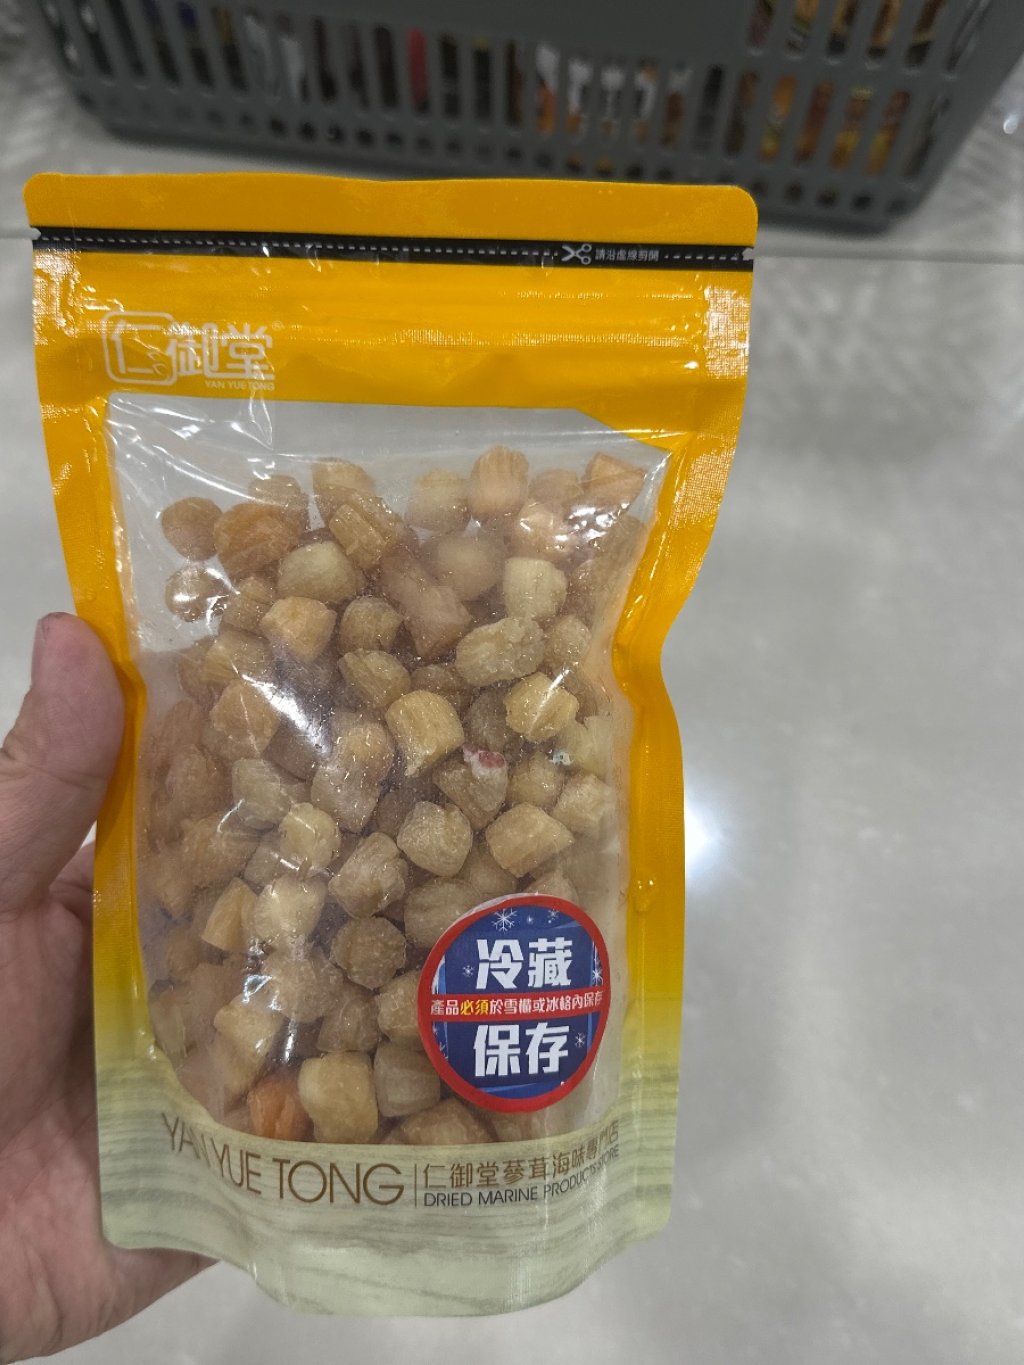 請沿虛線剪開
仁御堂®
YAN YUE TONG
冷藏
產品必須於雪櫃或冰格內保存
保存
YAN YUE TONG
仁御堂蔘茸海味專門店
DRIED MARINE PRODUCTS STORE